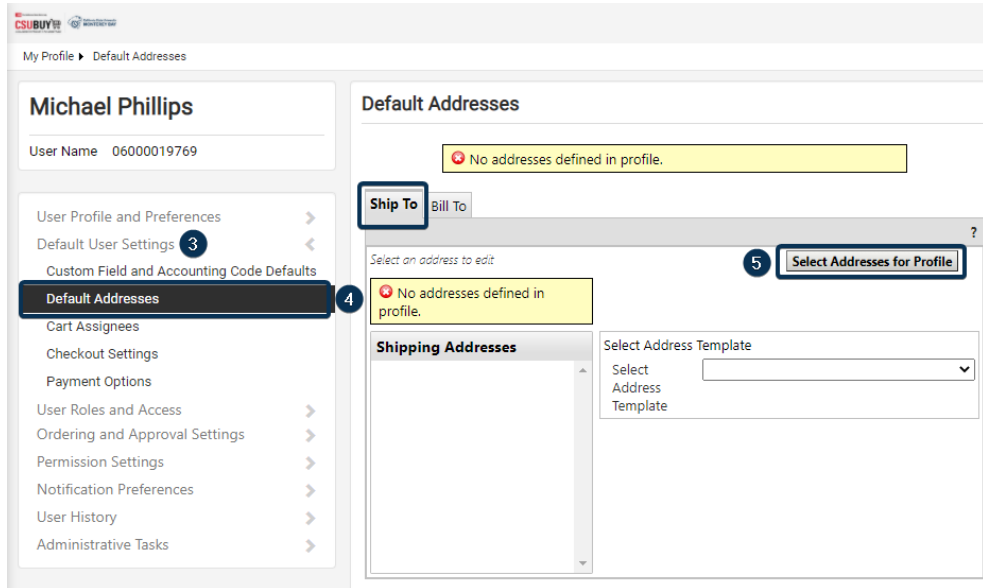 CSUBUY
MONTEREY BAY
My Profile Default Addresses
Michael Phillips
User Name 06000019769
User Profile and Preferences
Default User Settings 3
Custom Field and Accounting Code Defaults
Default Addresses 4
Cart Assignees
Checkout Settings
Payment Options
User Roles and Access
Ordering and Approval Settings
Permission Settings
Notification Preferences
User History
Administrative Tasks
Default Addresses
No addresses defined in profile.
Ship To Bill To
?
Select an address to edit
5 Select Addresses for Profile
No addresses defined in
profile.
Shipping Addresses
Select Address Template
Select
Address
Template